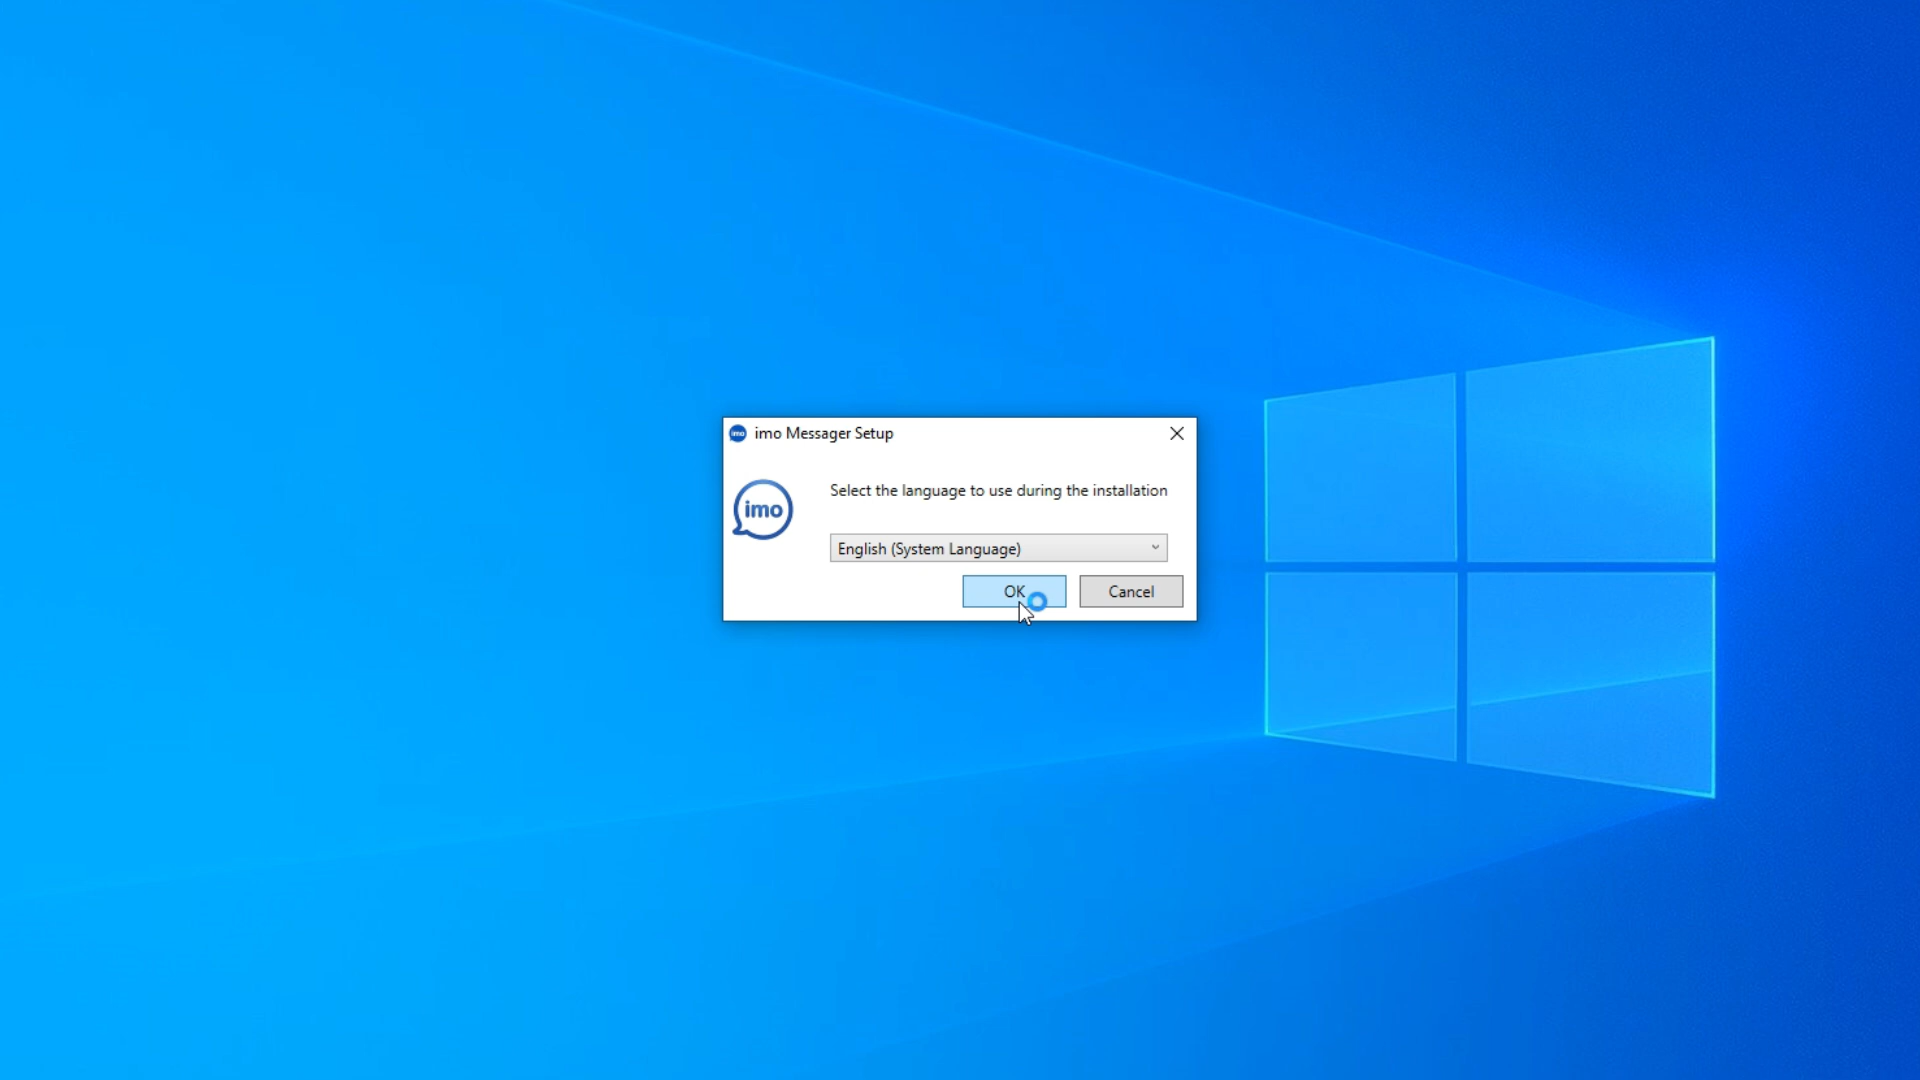 imo Messager Setup
Select the language to use during the installation
imo
English (System Language)
OK
Cancel